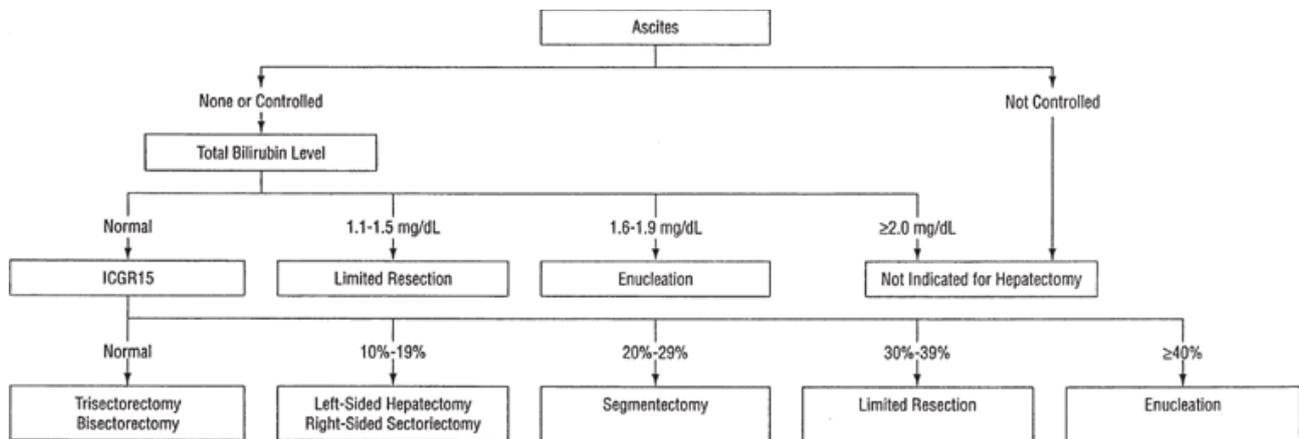 Ascites
None or Controlled
Not Controlled
Total Bilirubin Level
Normal
1.1-1.5 mg/dL
1.6-1.9 mg/dL
≥2.0 mg/dL
ICGR15
Limited Resection
Enucleation
Not Indicated for Hepatectomy
Normal
10%-19%
20%-29%
30%-39%
≥40%
Trisectorectomy
Bisectorectomy
Left-Sided Hepatectomy
Right-Sided Sectoriectomy
Segmentectomy
Limited Resection
Enucleation